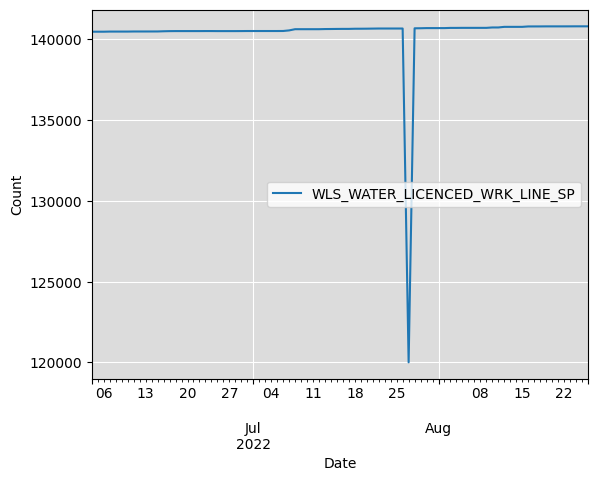 140000
135000
130000
125000
120000
Count
WLS_WATER_LICENCED_WRK_LINE_SP
06 13 20 27 04 11 18 25 08 15 22
Jul Aug
2022
Date